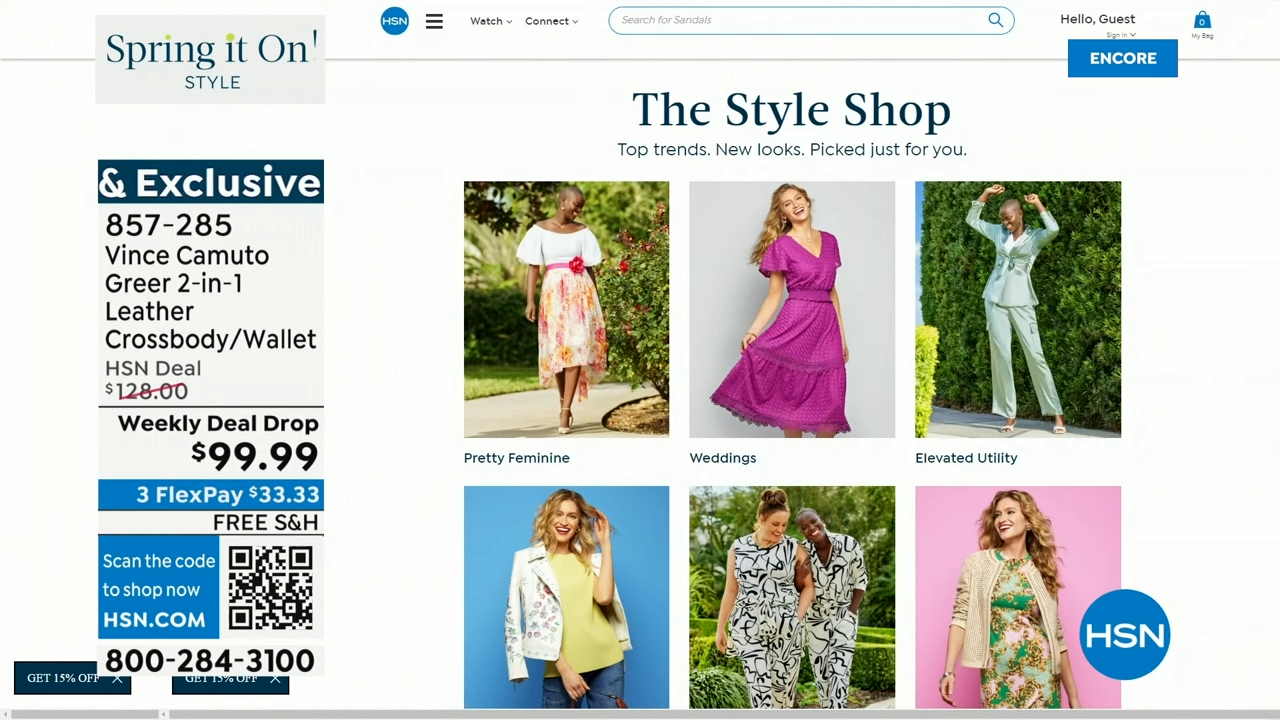 Spring it On!
STYLE
& Exclusive
857-285
Vince Camuto
Greer 2-in-1
Leather
Crossbody/Wallet
HSN Deal
$128.00
Weekly Deal Drop
$99.99
3 FlexPay $33.33
FREE S&H
Scan the code
to shop now
HSN.COM
800-284-3100
GET 15% OFF
GET 15% OFF
HSN
Watch
Connect
Search for Sandals
Hello, Guest
Sign In
0
My Bag
ENCORE
The Style Shop
Top trends. New looks. Picked just for you.
Pretty Feminine
Weddings
Elevated Utility
HSN